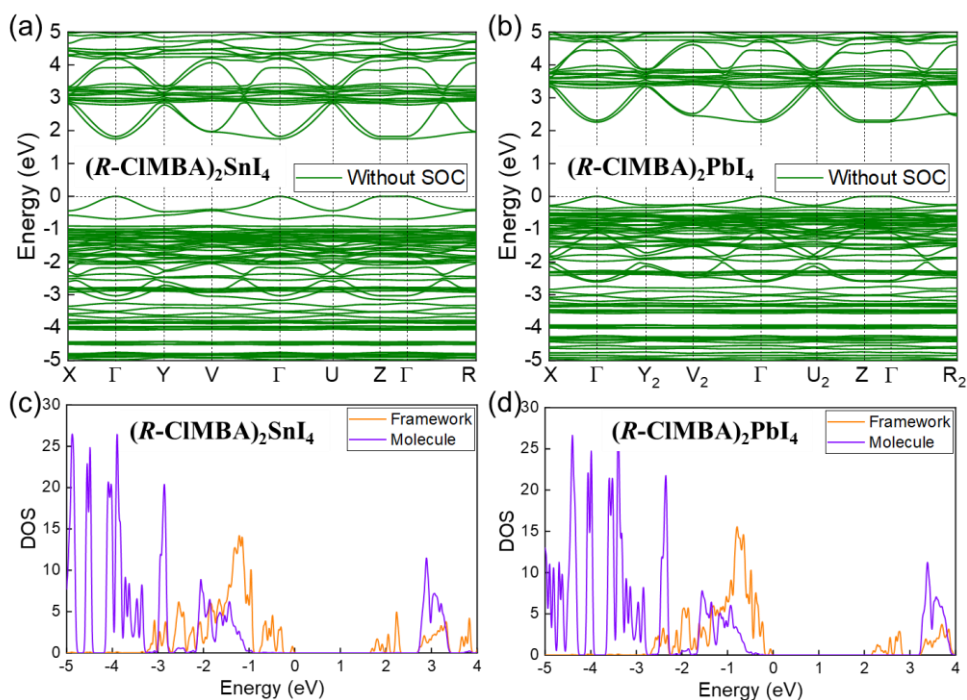 (a)
5
4
3
2
1
0
-1
-2
-3
-4
-5
Energy (eV)
(R-ClMBA)₂SnI₄
Without SOC
X Γ Y V Γ U Z Γ R
(b)
5
4
3
2
1
0
-1
-2
-3
-4
-5
Energy (eV)
(R-ClMBA)₂PbI₄
Without SOC
X Γ Y₂ V₂ Γ U₂ Z Γ R₂
(c)
30
25
20
15
10
5
0
DOS
(R-ClMBA)₂SnI₄
Framework
Molecule
-5 -4 -3 -2 -1 0 1 2 3 4
Energy (eV)
(d)
30
25
20
15
10
5
0
DOS
(R-ClMBA)₂PbI₄
Framework
Molecule
-5 -4 -3 -2 -1 0 1 2 3 4
Energy (eV)